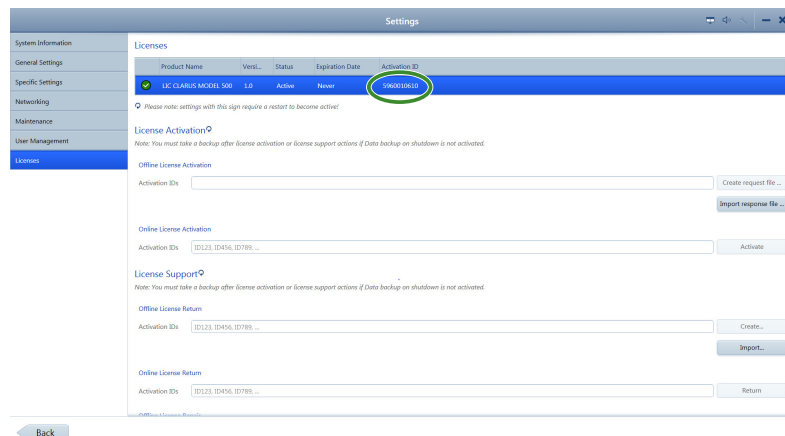 Settings
System Information
General Settings
Specific Settings
Networking
Maintenance
User Management
Licenses
Licenses
Product Name Versi... Status Expiration Date Activation ID
LIC CLARUS MODEL 500 1.0 Active Never 5960010610
Please note: settings with this sign require a restart to become active!
License Activation
Note: You must take a backup after license activation or license support actions if Data backup on shutdown is not activated.
Offline License Activation
Activation IDs Create request file ...
Import response file ...
Online License Activation
Activation IDs ID123, ID456, ID789, ... Activate
License Support
Note: You must take a backup after license activation or license support actions if Data backup on shutdown is not activated.
Offline License Return
Activation IDs ID123, ID456, ID789, ... Create...
Import...
Online License Return
Activation IDs ID123, ID456, ID789, ... Return
Back